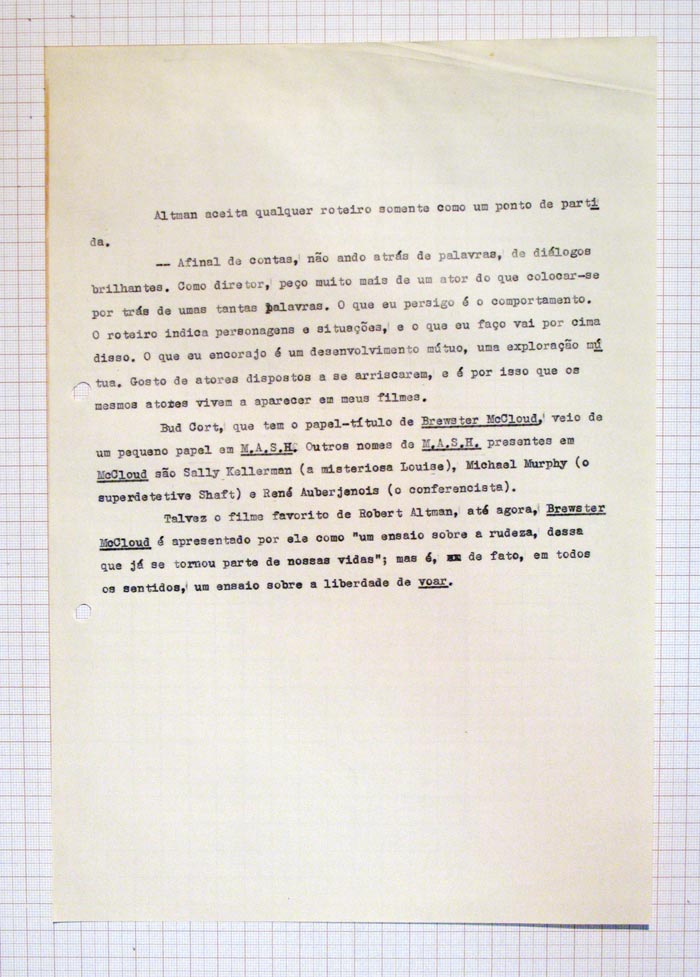 Altman aceita qualquer roteiro somente como um ponto de parti
da.
-- Afinal de contas, não ando atrás de palavras, de diálogos
brilhantes. Como diretor, peço muito mais de um ator do que colocar-se
por trás de umas tantas palavras. O que eu persigo é o comportamento.
O roteiro indica personagens e situações, e o que eu faço vai por cima
disso. O que eu encorajo é um desenvolvimento mútuo, uma exploração mú
tua. Gosto de atores dispostos a se arriscarem, e é por isso que os
mesmos atores vivem a aparecer em meus filmes.
Bud Cort, que tem o papel-título de Brewster McCloud, veio de
um pequeno papel em M.A.S.H. Outros nomes de M.A.S.H. presentes em
McCloud são Sally Kellerman (a misteriosa Louise), Michael Murphy (o
superdetetive Shaft) e René Auberjenois (o conferencista).
Talvez o filme favorito de Robert Altman, até agora, Brewster
McCloud é apresentado por ele como "um ensaio sobre a rudeza, dessa
que já se tornou parte de nossas vidas"; mas é, de fato, em todos
os sentidos, um ensaio sobre a liberdade de voar.